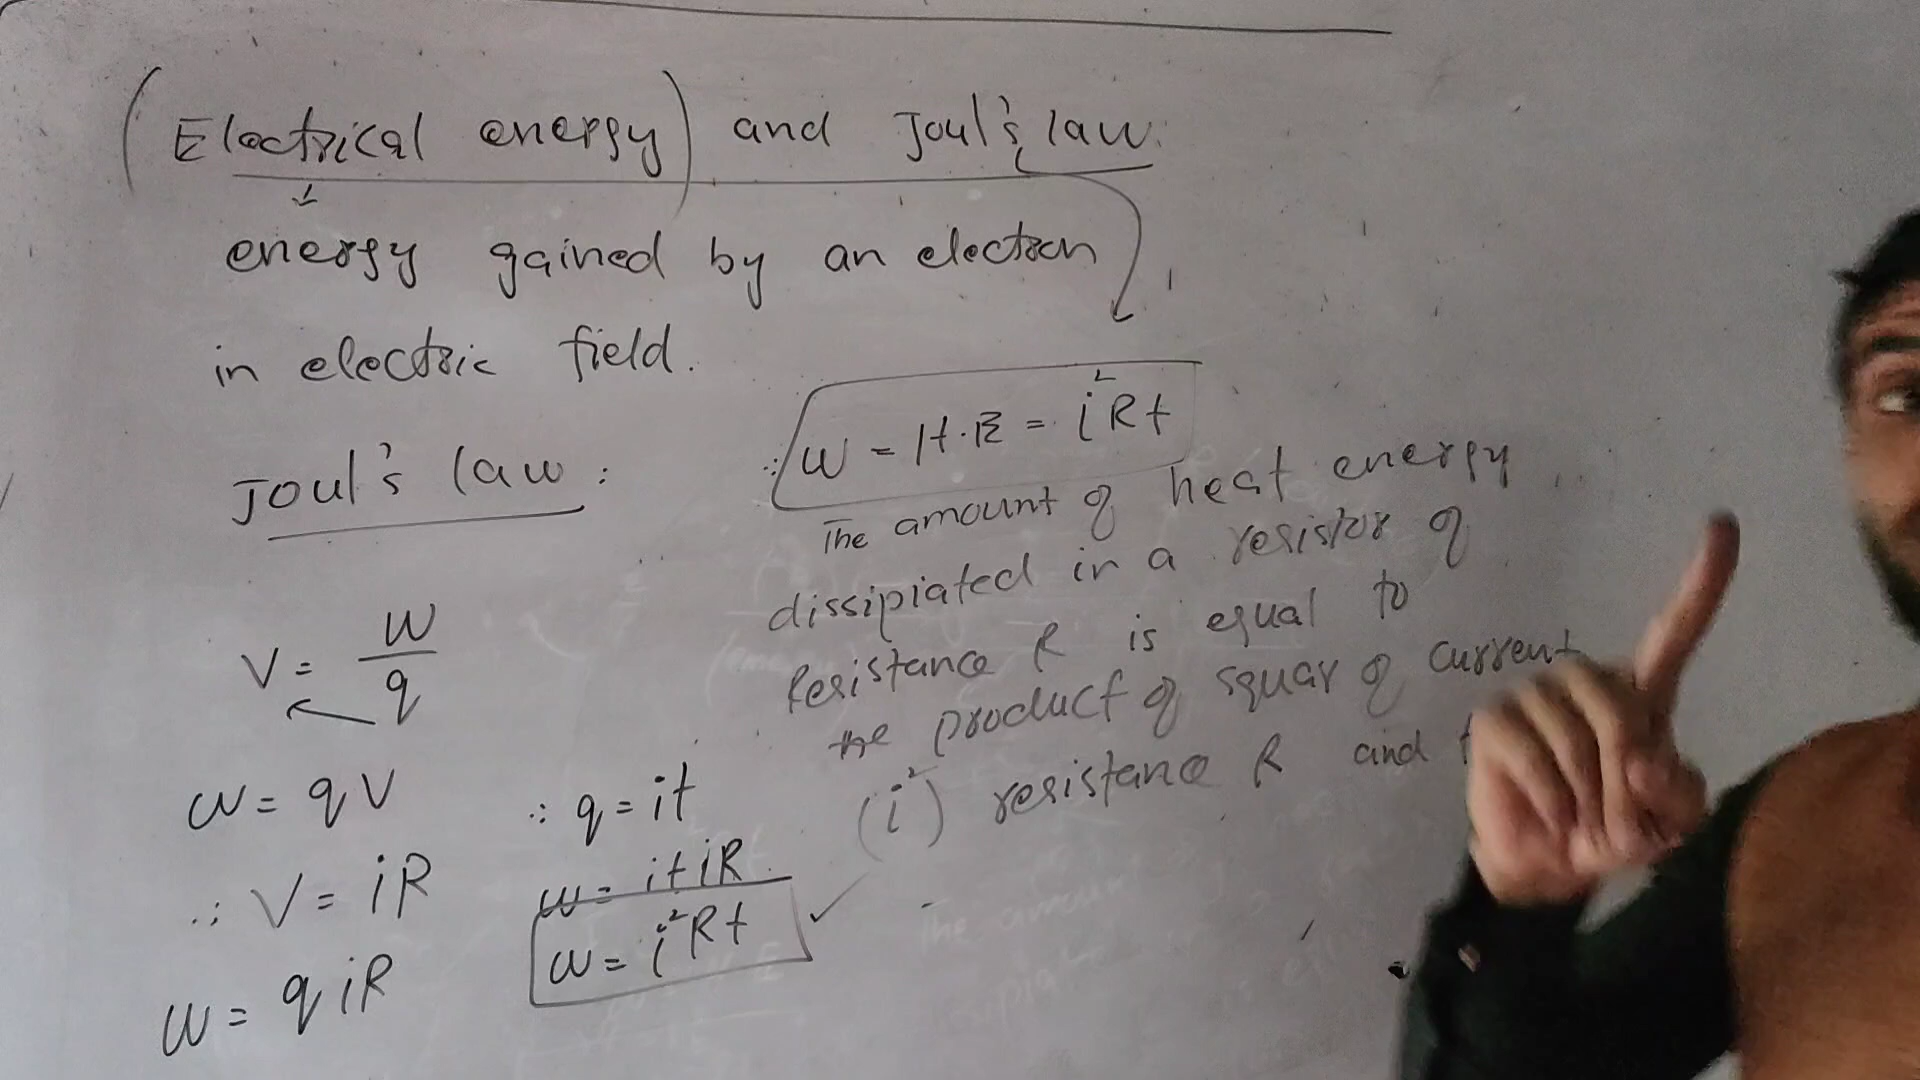 (Electrical energy) and Joul's law.
energy gained by an electron
in electric field.
Joul's law :
V = W/q
W = qV
∴ V = iR
W = qiR
∴ q = it
W = itiR
W = i²Rt
∴ W = H.E = i²Rt
The amount of heat energy
dissipiated in a resistor of
Resistance R is equal to
the product of squar of current
(i²) resistance R and